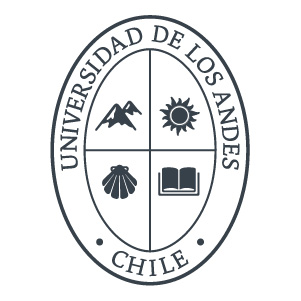 UNIVERSIDAD DE LOS ANDES
• CHILE •